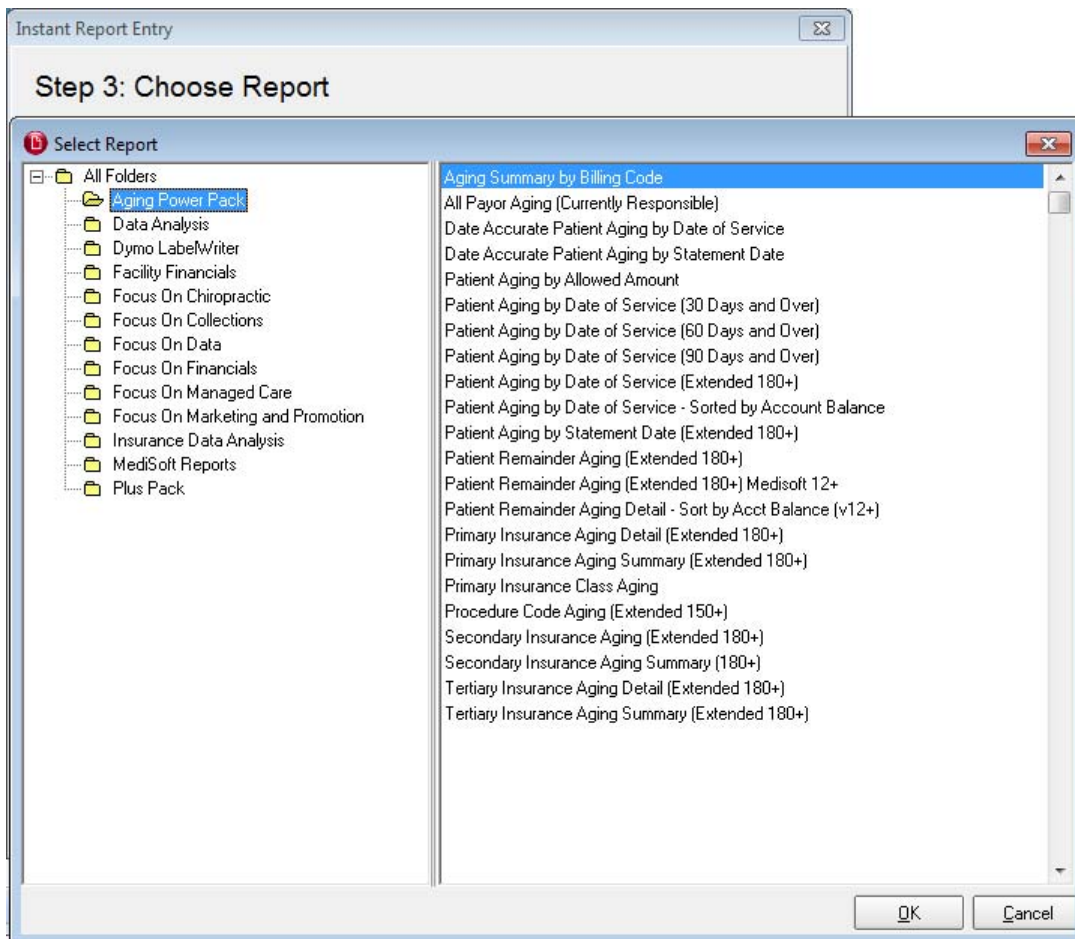 Instant Report Entry
Step 3: Choose Report
Select Report
All Folders
Aging Power Pack
Data Analysis
Dymo LabelWriter
Facility Financials
Focus On Chiropractic
Focus On Collections
Focus On Data
Focus On Financials
Focus On Managed Care
Focus On Marketing and Promotion
Insurance Data Analysis
MediSoft Reports
Plus Pack
Aging Summary by Billing Code
All Payor Aging (Currently Responsible)
Date Accurate Patient Aging by Date of Service
Date Accurate Patient Aging by Statement Date
Patient Aging by Allowed Amount
Patient Aging by Date of Service (30 Days and Over)
Patient Aging by Date of Service (60 Days and Over)
Patient Aging by Date of Service (90 Days and Over)
Patient Aging by Date of Service (Extended 180+)
Patient Aging by Date of Service - Sorted by Account Balance
Patient Aging by Statement Date (Extended 180+)
Patient Remainder Aging (Extended 180+)
Patient Remainder Aging (Extended 180+) Medisoft 12+
Patient Remainder Aging Detail - Sort by Acct Balance (v12+)
Primary Insurance Aging Detail (Extended 180+)
Primary Insurance Aging Summary (Extended 180+)
Primary Insurance Class Aging
Procedure Code Aging (Extended 150+)
Secondary Insurance Aging (Extended 180+)
Secondary Insurance Aging Summary (180+)
Tertiary Insurance Aging Detail (Extended 180+)
Tertiary Insurance Aging Summary (Extended 180+)
OK
Cancel